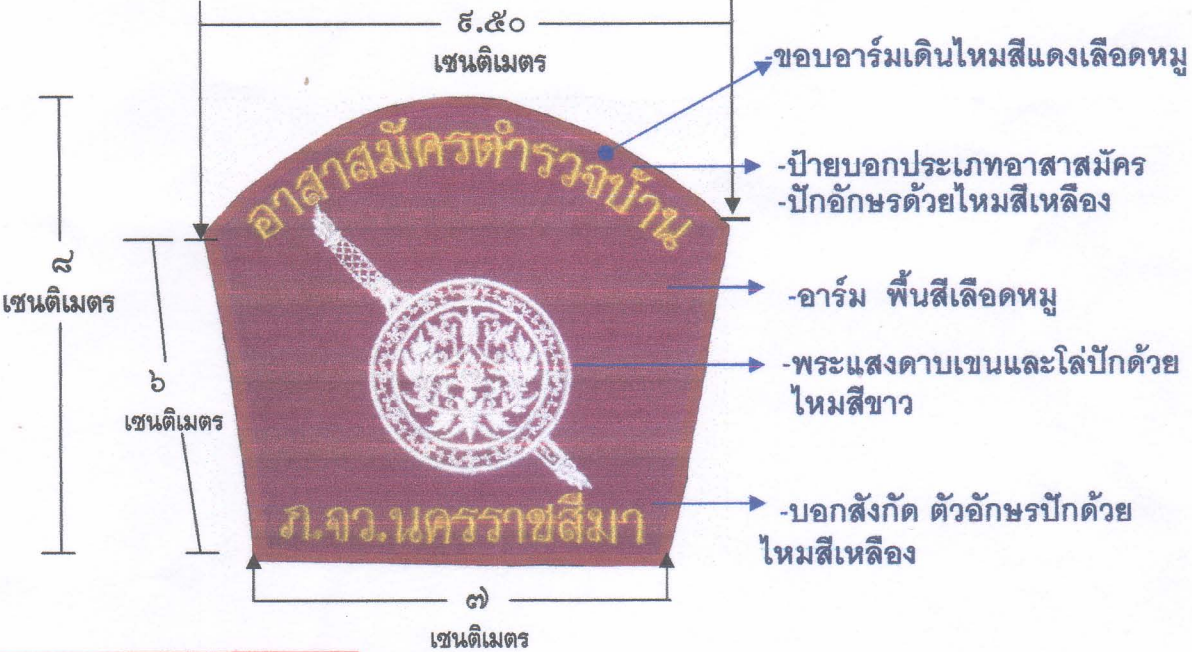 ๙.๕๐
เซนติเมตร
-ขอบอาร์มเดินไหมสีแดงเลือดหมู
อาสาสมัครตำรวจบ้าน
-ป้ายบอกประเภทอาสาสมัคร
-ปักอักษรด้วยไหมสีเหลือง
๘
เซนติเมตร
-อาร์ม พื้นสีเลือดหมู
๖
เซนติเมตร
-พระแสงดาบเขนและโล่ปักด้วย
ไหมสีขาว
ภ.จว.นครราชสีมา
-บอกสังกัด ตัวอักษรปักด้วย
ไหมสีเหลือง
๗
เซนติเมตร